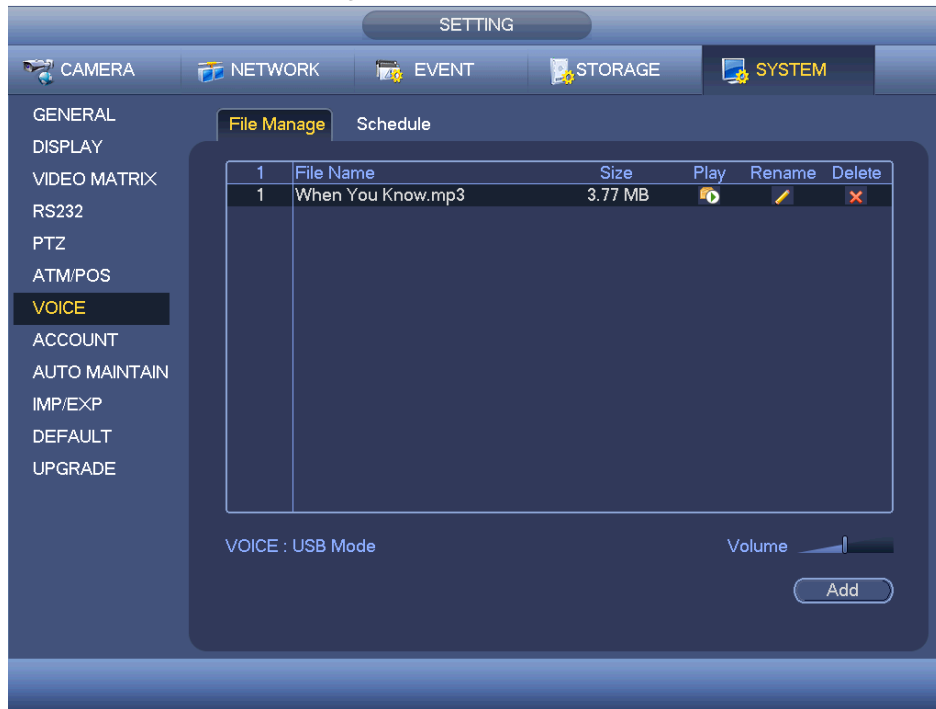 SETTING
CAMERA NETWORK EVENT STORAGE SYSTEM
GENERAL
DISPLAY
VIDEO MATRIX
RS232
PTZ
ATM/POS
VOICE
ACCOUNT
AUTO MAINTAIN
IMP/EXP
DEFAULT
UPGRADE
File Manage Schedule
1 File Name Size Play Rename Delete
1 When You Know.mp3 3.77 MB
VOICE : USB Mode Volume
Add